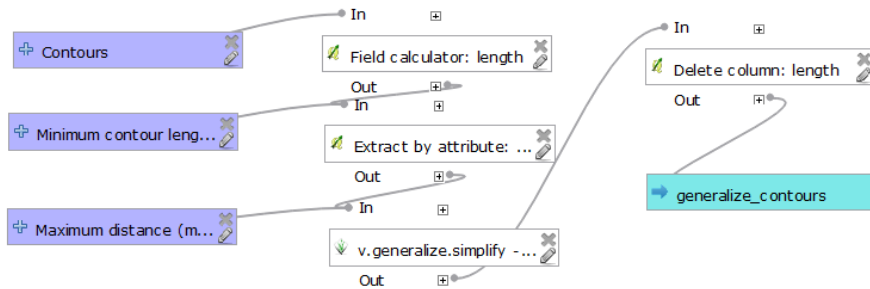 Contours
Minimum contour leng...
Maximum distance (m...
In
Field calculator: length
Out
In
Extract by attribute: ...
Out
In
v.generalize.simplify -...
Out
In
Delete column: length
Out
generalize_contours